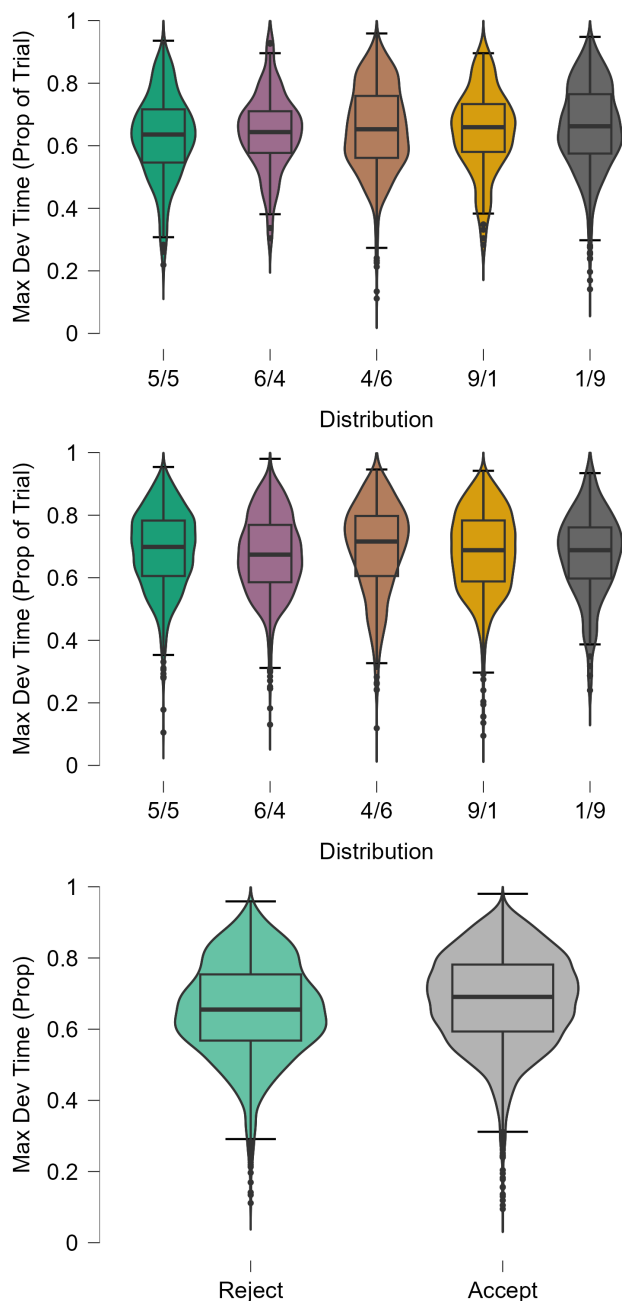 Max Dev Time (Prop of Trial)
1
0.8
0.6
0.4
0.2
0
5/5 6/4 4/6 9/1 1/9
Distribution
Max Dev Time (Prop of Trial)
1
0.8
0.6
0.4
0.2
0
5/5 6/4 4/6 9/1 1/9
Distribution
Max Dev Time (Prop)
1
0.8
0.6
0.4
0.2
0
Reject Accept